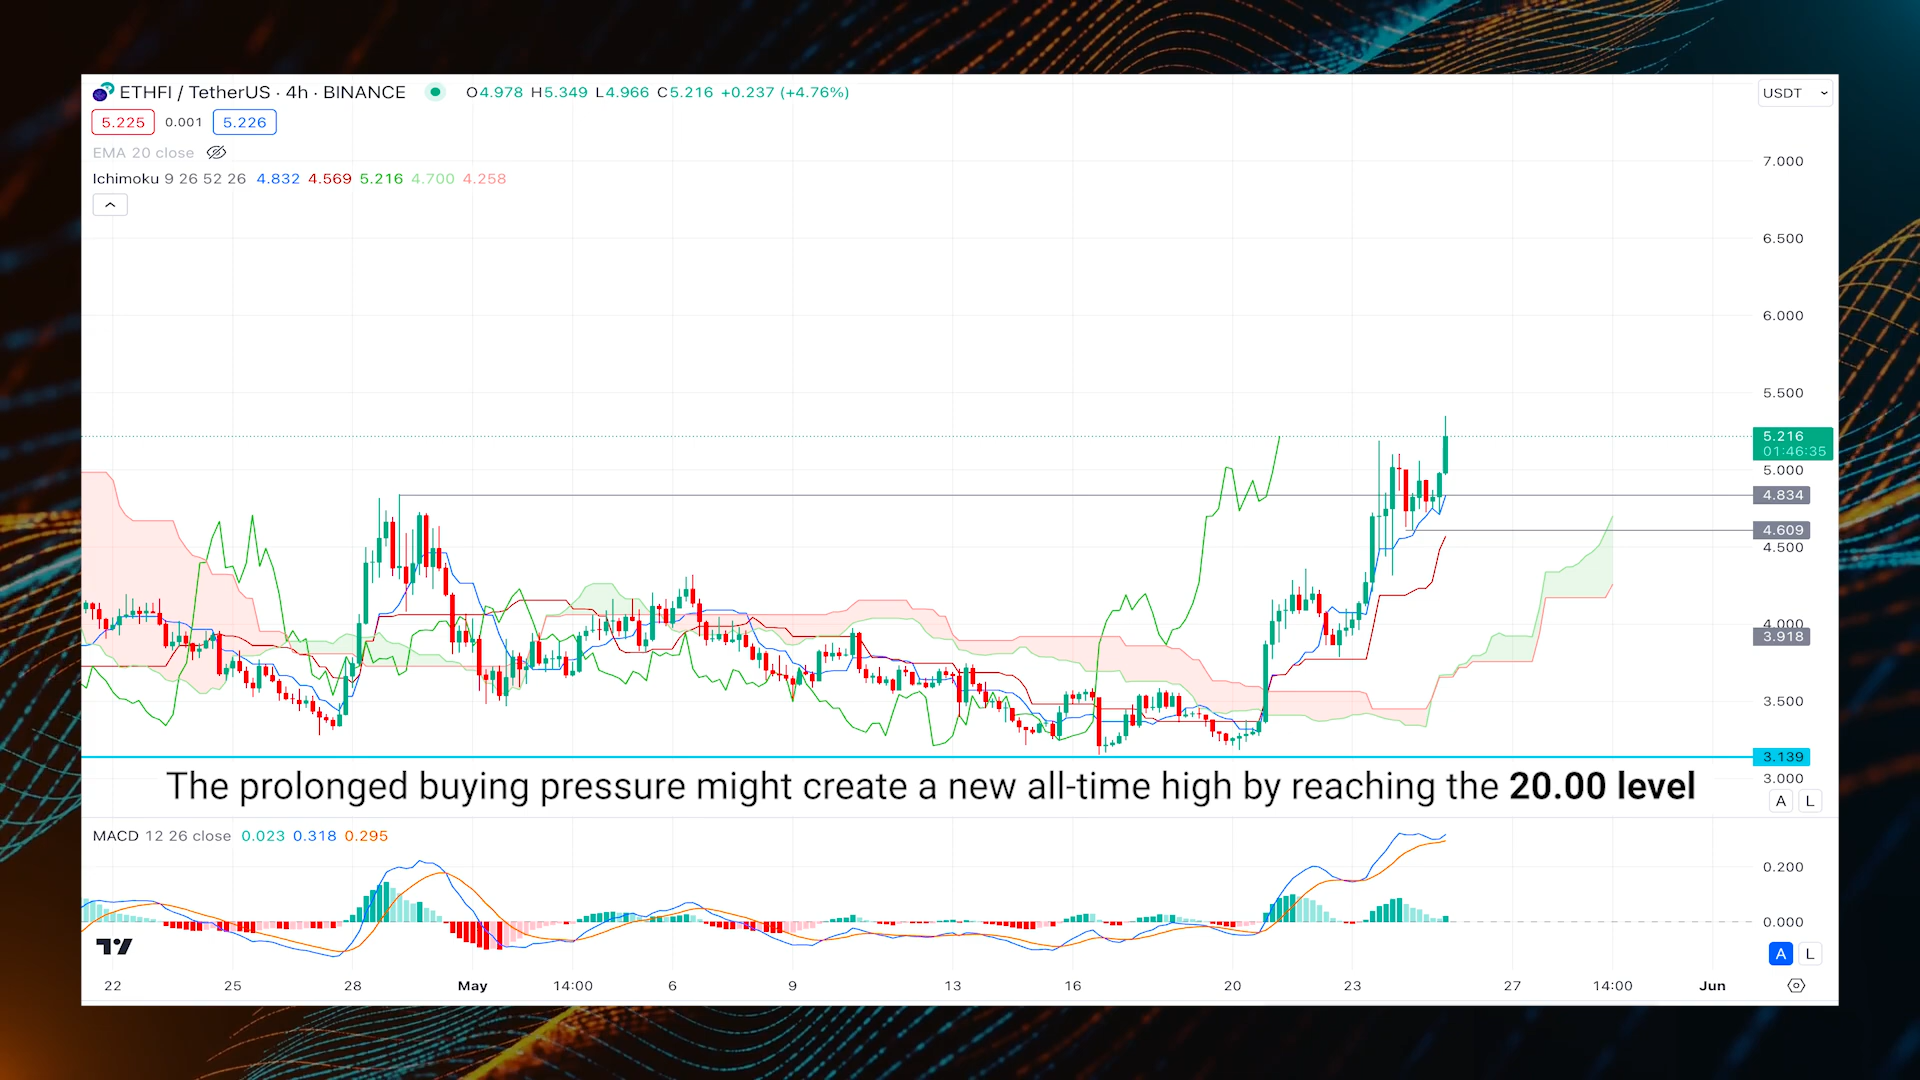 ETHFI / TetherUS · 4h · BINANCE O4.978 H5.349 L4.966 C5.216 +0.237 (+4.76%)
USDT
5.225 0.001 5.226
EMA 20 close
Ichimoku 9 26 52 26 4.832 4.569 5.216 4.700 4.258
7.000
6.500
6.000
5.500
5.216
01:46:35
5.000
4.834
4.609
4.500
4.000
3.918
3.500
3.139
3.000
The prolonged buying pressure might create a new all-time high by reaching the 20.00 level
A L
MACD 12 26 close 0.023 0.318 0.295
0.200
0.000
A L
22 25 28 May 14:00 6 9 13 16 20 23 27 14:00 Jun